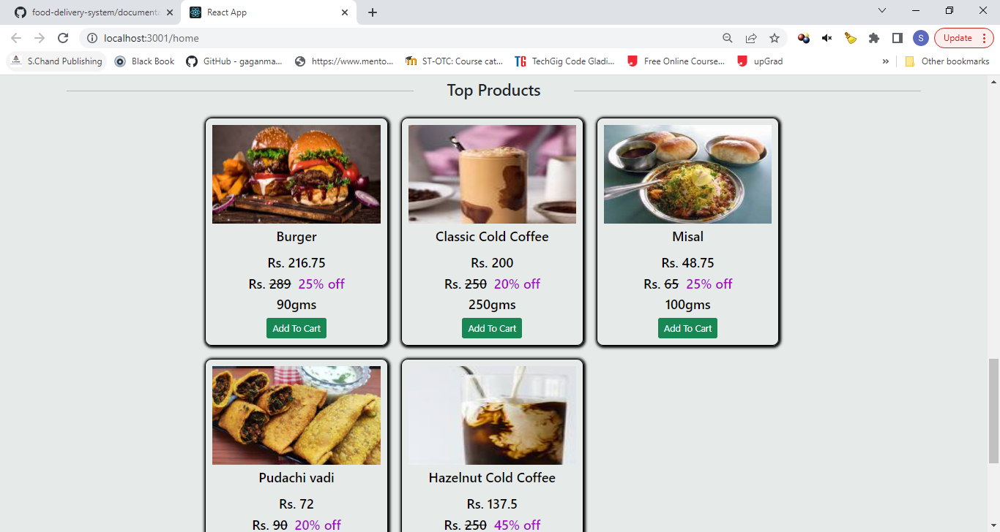 food-delivery-system/documenta
React App
localhost:3001/home
S
Update
S.Chand Publishing
Black Book
GitHub - gaganma...
https://www.mento...
ST-OTC: Course cat...
TG TechGig Code Gladi...
Free Online Course...
upGrad
»
Other bookmarks
Top Products
Burger
Rs. 216.75
Rs. 289 25% off
90gms
Add To Cart
Classic Cold Coffee
Rs. 200
Rs. 250 20% off
250gms
Add To Cart
Misal
Rs. 48.75
Rs. 65 25% off
100gms
Add To Cart
Pudachi vadi
Rs. 72
Rs. 90 20% off
Hazelnut Cold Coffee
Rs. 137.5
Rs. 250 45% off